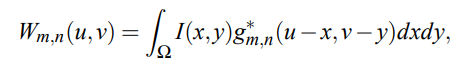 W_{m,n}(u,v) = ∫_Ω I(x,y)g*_{m,n}(u − x, v − y)dxdy,